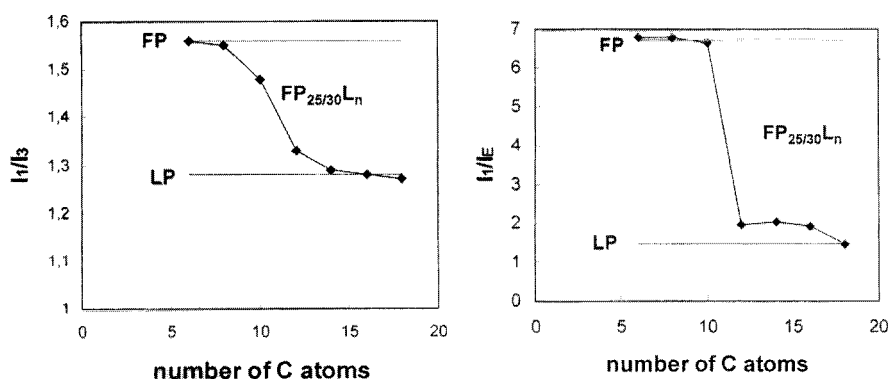 1,6
1,5
1,4
1,3
1,2
1,1
1
I1/I3
FP
FP25/30Ln
LP
0
5
10
15
20
number of C atoms
7
6
5
4
3
2
1
0
I1/IE
FP
FP25/30Ln
LP
0
5
10
15
20
number of C atoms